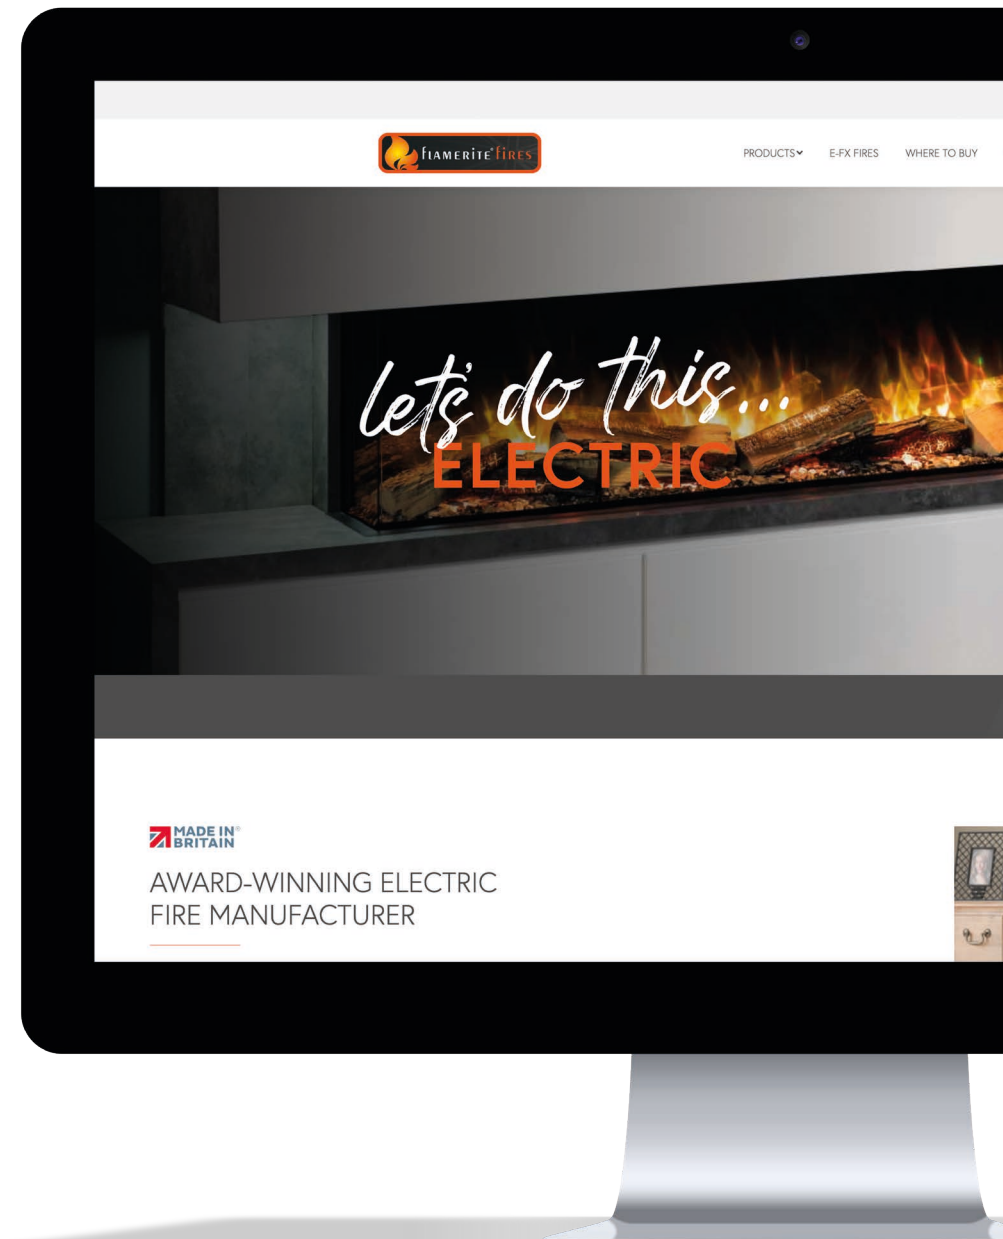 flamerite® fires
PRODUCTS E-FX FIRES WHERE TO BUY
let's do this...
ELECTRIC
MADE IN®
BRITAIN
AWARD-WINNING ELECTRIC
FIRE MANUFACTURER